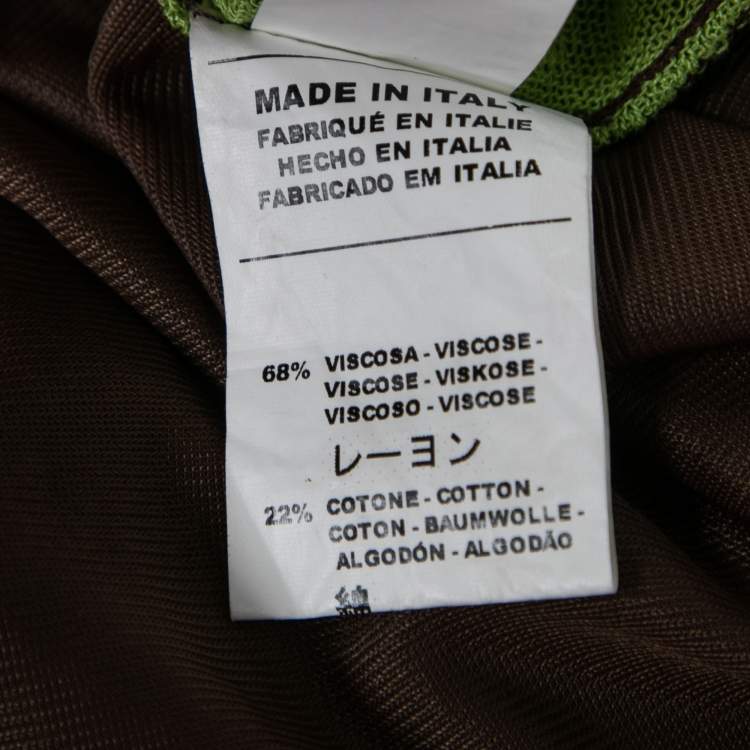 MADE IN ITALY
FABRIQUÉ EN ITALIE
HECHO EN ITALIA
FABRICADO EM ITALIA
68% VISCOSA - VISCOSE -
VISCOSE - VISKOSE -
VISCOSO - VISCOSE
レーヨン
22% COTONE - COTTON -
COTON - BAUMWOLLE -
ALGODÓN - ALGODÃO